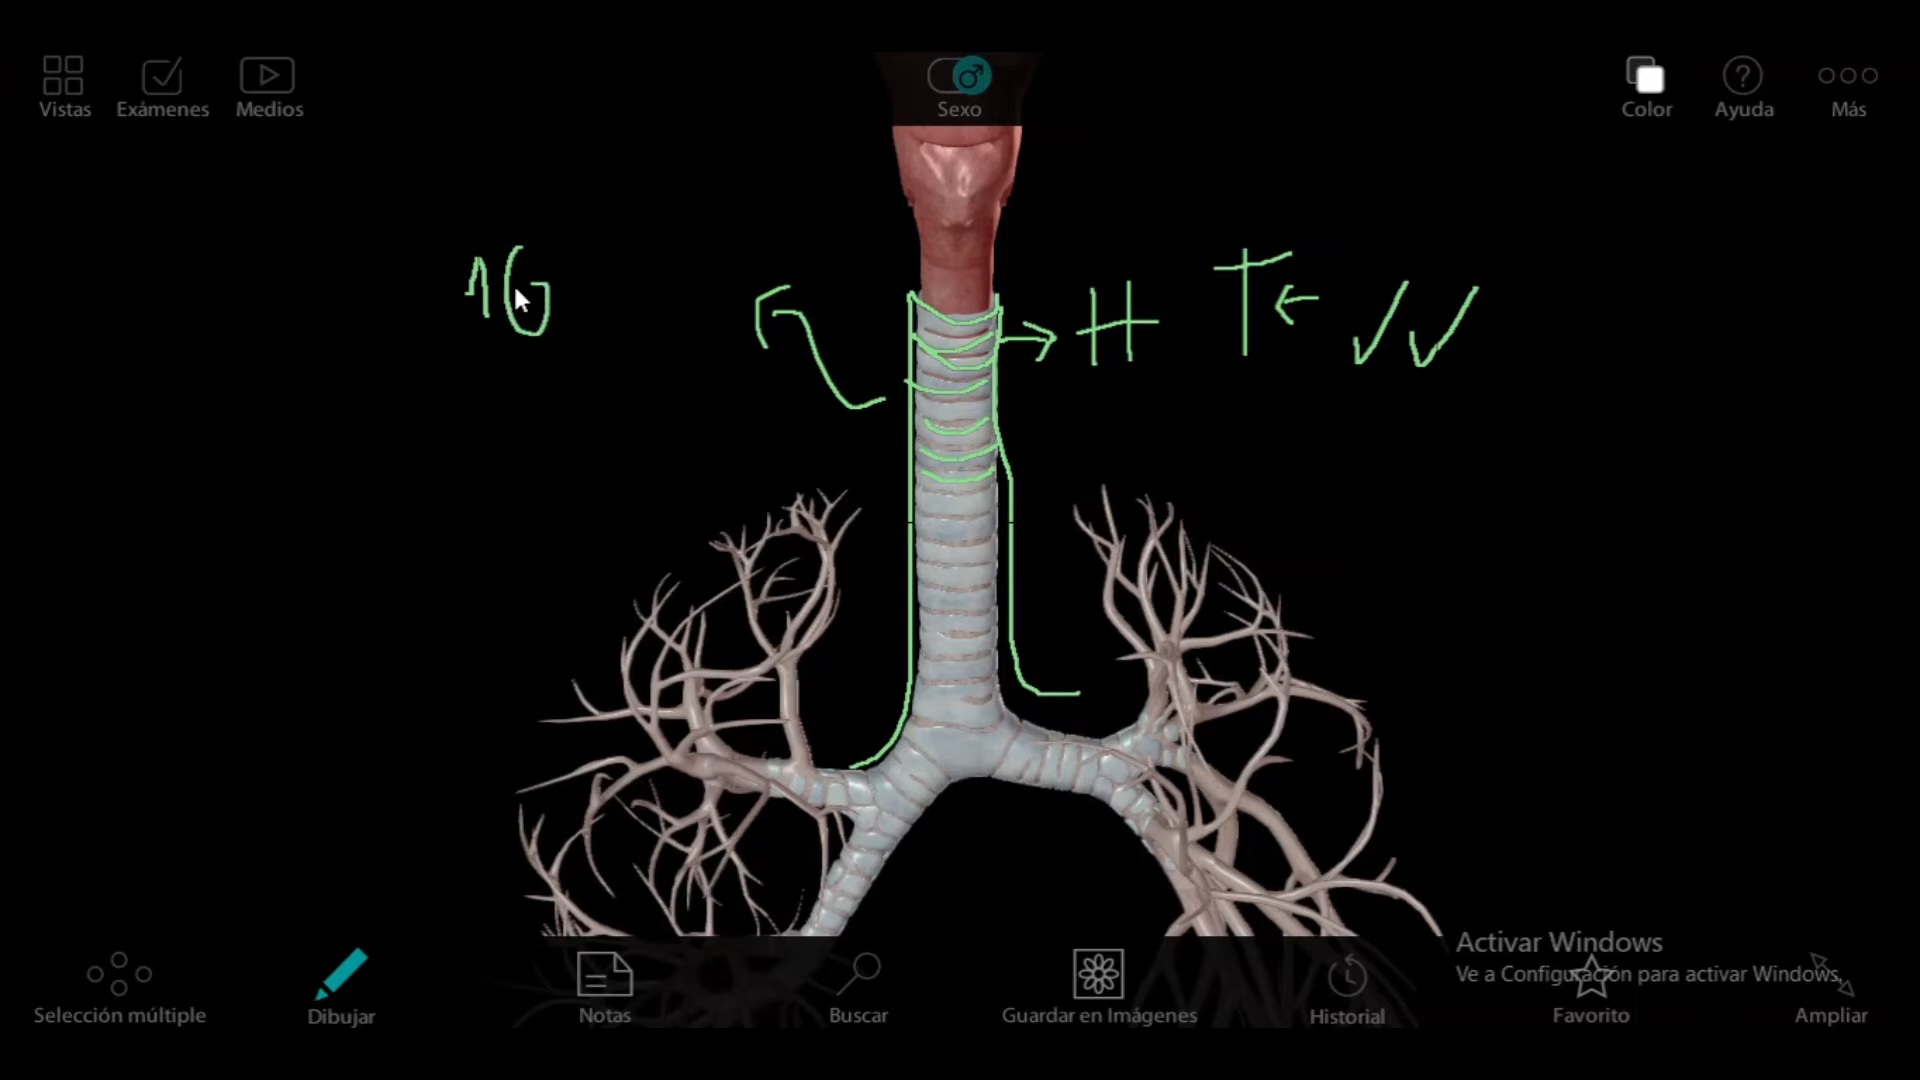 Vistas Exámenes Medios Sexo Color Ayuda Más
16 H T
Activar Windows
Ve a Configuración para activar Windows.
Selección múltiple Dibujar Notas Buscar Guardar en Imágenes Historial Favorito Ampliar